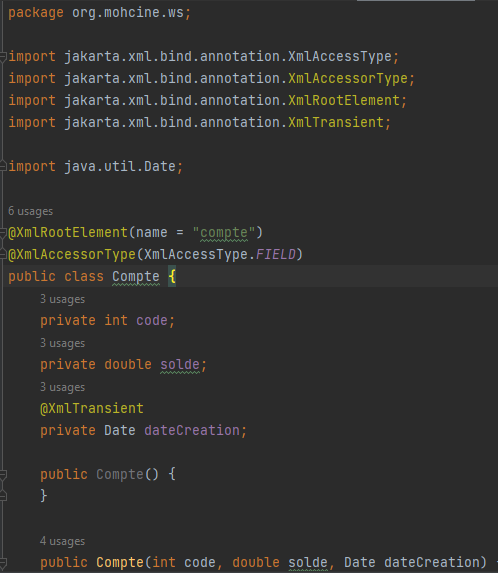 package org.mohcine.ws;
import jakarta.xml.bind.annotation.XmlAccessType;
import jakarta.xml.bind.annotation.XmlAccessorType;
import jakarta.xml.bind.annotation.XmlRootElement;
import jakarta.xml.bind.annotation.XmlTransient;
import java.util.Date;
6 usages
@XmlRootElement(name = "compte")
@XmlAccessorType(XmlAccessType.FIELD)
public class Compte {
3 usages
private int code;
3 usages
private double solde;
3 usages
@XmlTransient
private Date dateCreation;
public Compte() {
}
4 usages
public Compte(int code, double solde, Date dateCreation) {